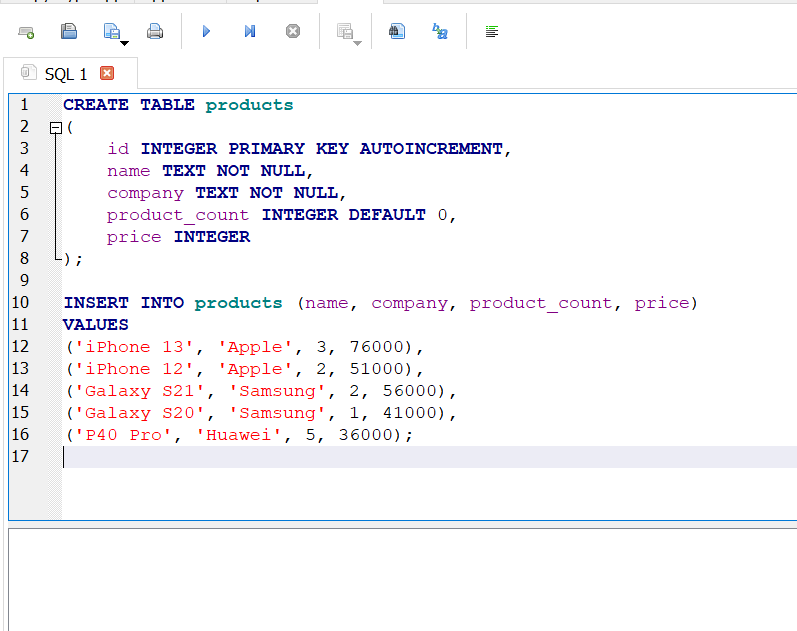 SQL 1
1 CREATE TABLE products
2 (
3 id INTEGER PRIMARY KEY AUTOINCREMENT,
4 name TEXT NOT NULL,
5 company TEXT NOT NULL,
6 product_count INTEGER DEFAULT 0,
7 price INTEGER
8 );
9
10 INSERT INTO products (name, company, product_count, price)
11 VALUES
12 ('iPhone 13', 'Apple', 3, 76000),
13 ('iPhone 12', 'Apple', 2, 51000),
14 ('Galaxy S21', 'Samsung', 2, 56000),
15 ('Galaxy S20', 'Samsung', 1, 41000),
16 ('P40 Pro', 'Huawei', 5, 36000);
17